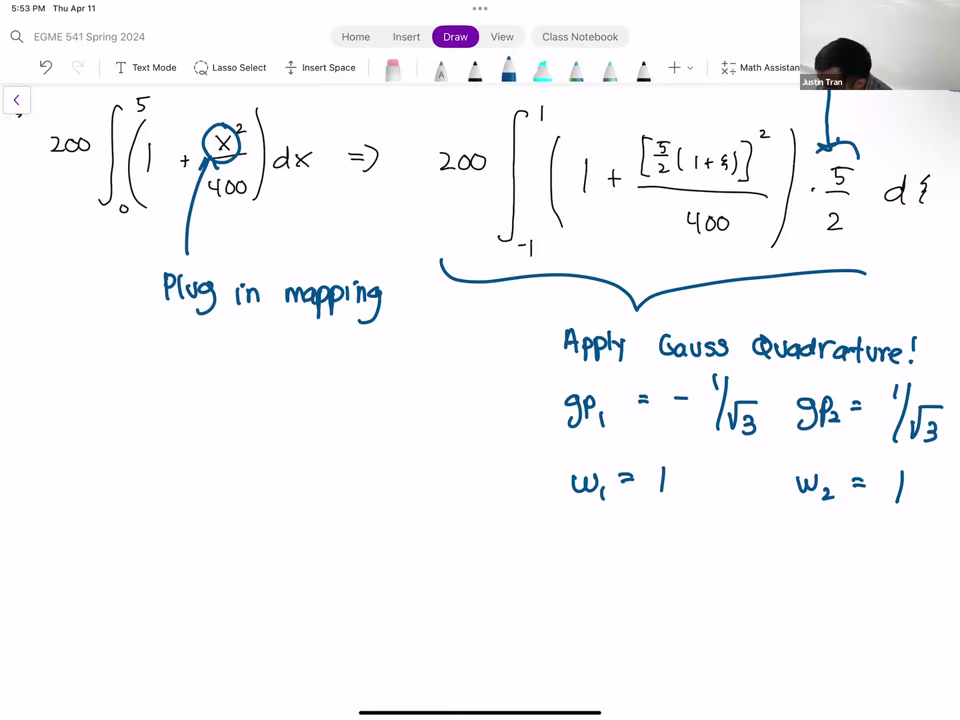 5:53 PM Thu Apr 11
EGME 541 Spring 2024
Home Insert Draw View Class Notebook
Text Mode Lasso Select Insert Space Math Assistan
Justin Tran
200 ∫₀⁵ (1 + x²/400) dx ⇒ 200 ∫₋₁¹ (1 + [5/2 (1 + ξ)]²/400) · 5/2 dξ
Plug in mapping
Apply Gauss Quadrature!
gp₁ = - 1/√3 gp₂ = 1/√3
w₁ = 1 w₂ = 1